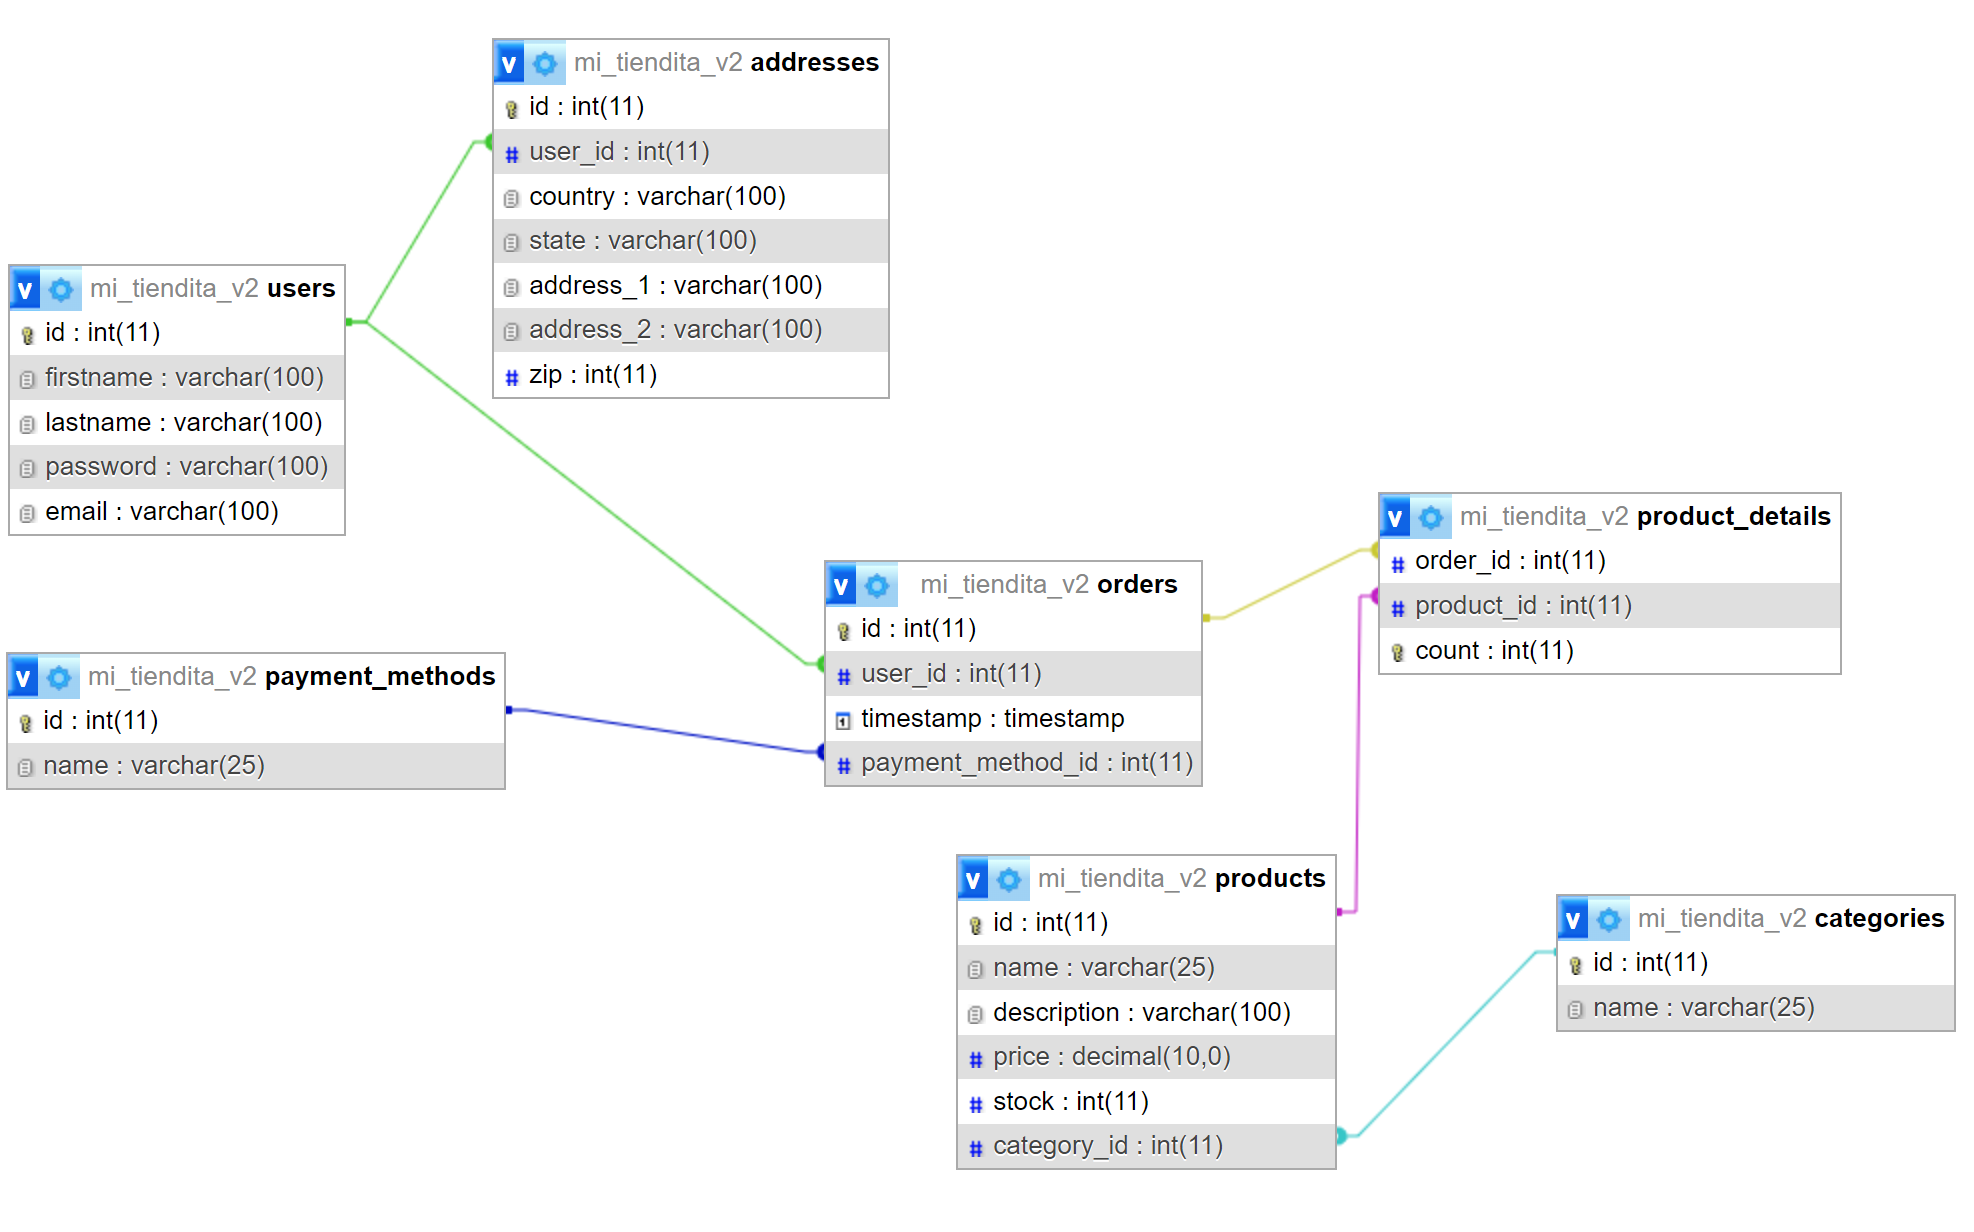 v mi_tiendita_v2 addresses
id : int(11)
# user_id : int(11)
country : varchar(100)
state : varchar(100)
address_1 : varchar(100)
address_2 : varchar(100)
# zip : int(11)
v mi_tiendita_v2 users
id : int(11)
firstname : varchar(100)
lastname : varchar(100)
password : varchar(100)
email : varchar(100)
v mi_tiendita_v2 product_details
# order_id : int(11)
# product_id : int(11)
count : int(11)
v mi_tiendita_v2 orders
id : int(11)
# user_id : int(11)
timestamp : timestamp
# payment_method_id : int(11)
v mi_tiendita_v2 payment_methods
id : int(11)
name : varchar(25)
v mi_tiendita_v2 products
id : int(11)
name : varchar(25)
description : varchar(100)
# price : decimal(10,0)
# stock : int(11)
# category_id : int(11)
v mi_tiendita_v2 categories
id : int(11)
name : varchar(25)